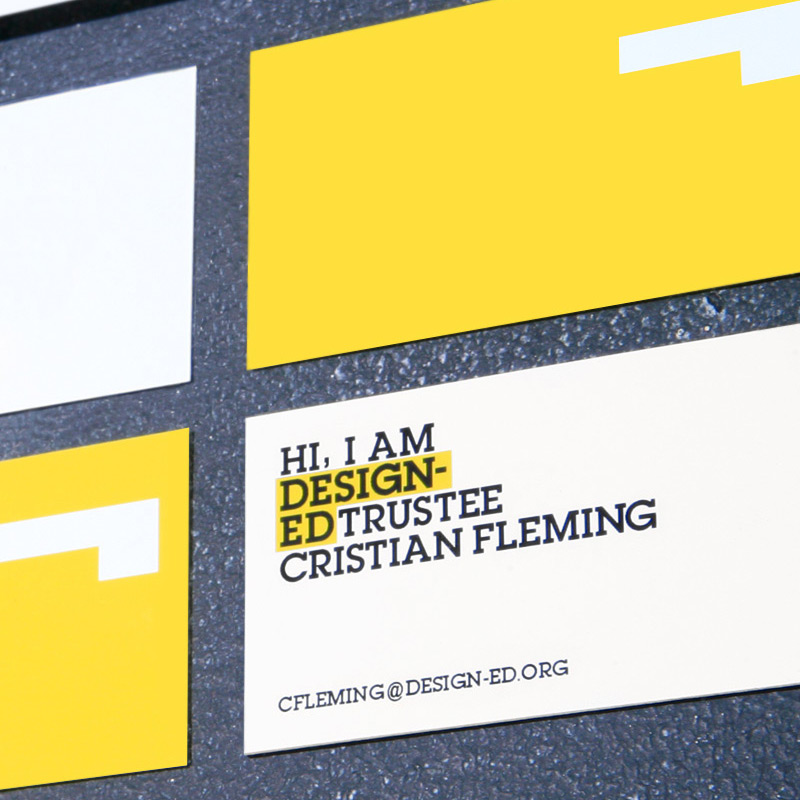 HI, I AM
DESIGN-
ED TRUSTEE
CRISTIAN FLEMING
CFLEMING@DESIGN-ED.ORG